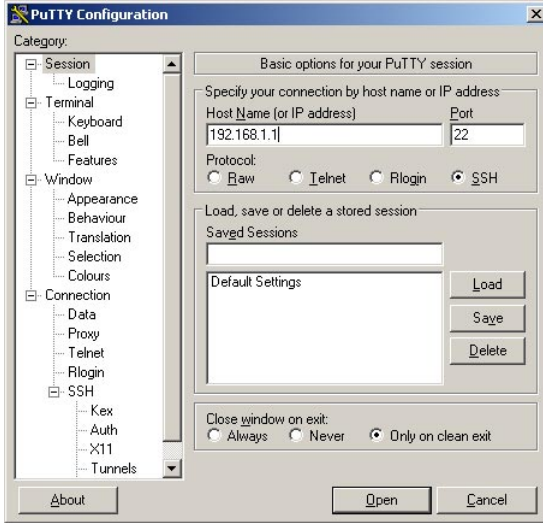 PuTTY Configuration
Category:
Session
Logging
Terminal
Keyboard
Bell
Features
Window
Appearance
Behaviour
Translation
Selection
Colours
Connection
Data
Proxy
Telnet
Rlogin
SSH
Kex
Auth
X11
Tunnels
Basic options for your PuTTY session
Specify your connection by host name or IP address
Host Name (or IP address) Port
192.168.1.1 22
Protocol:
Raw Telnet Rlogin SSH
Load, save or delete a stored session
Saved Sessions
Default Settings
Load
Save
Delete
Close window on exit:
Always Never Only on clean exit
About Open Cancel